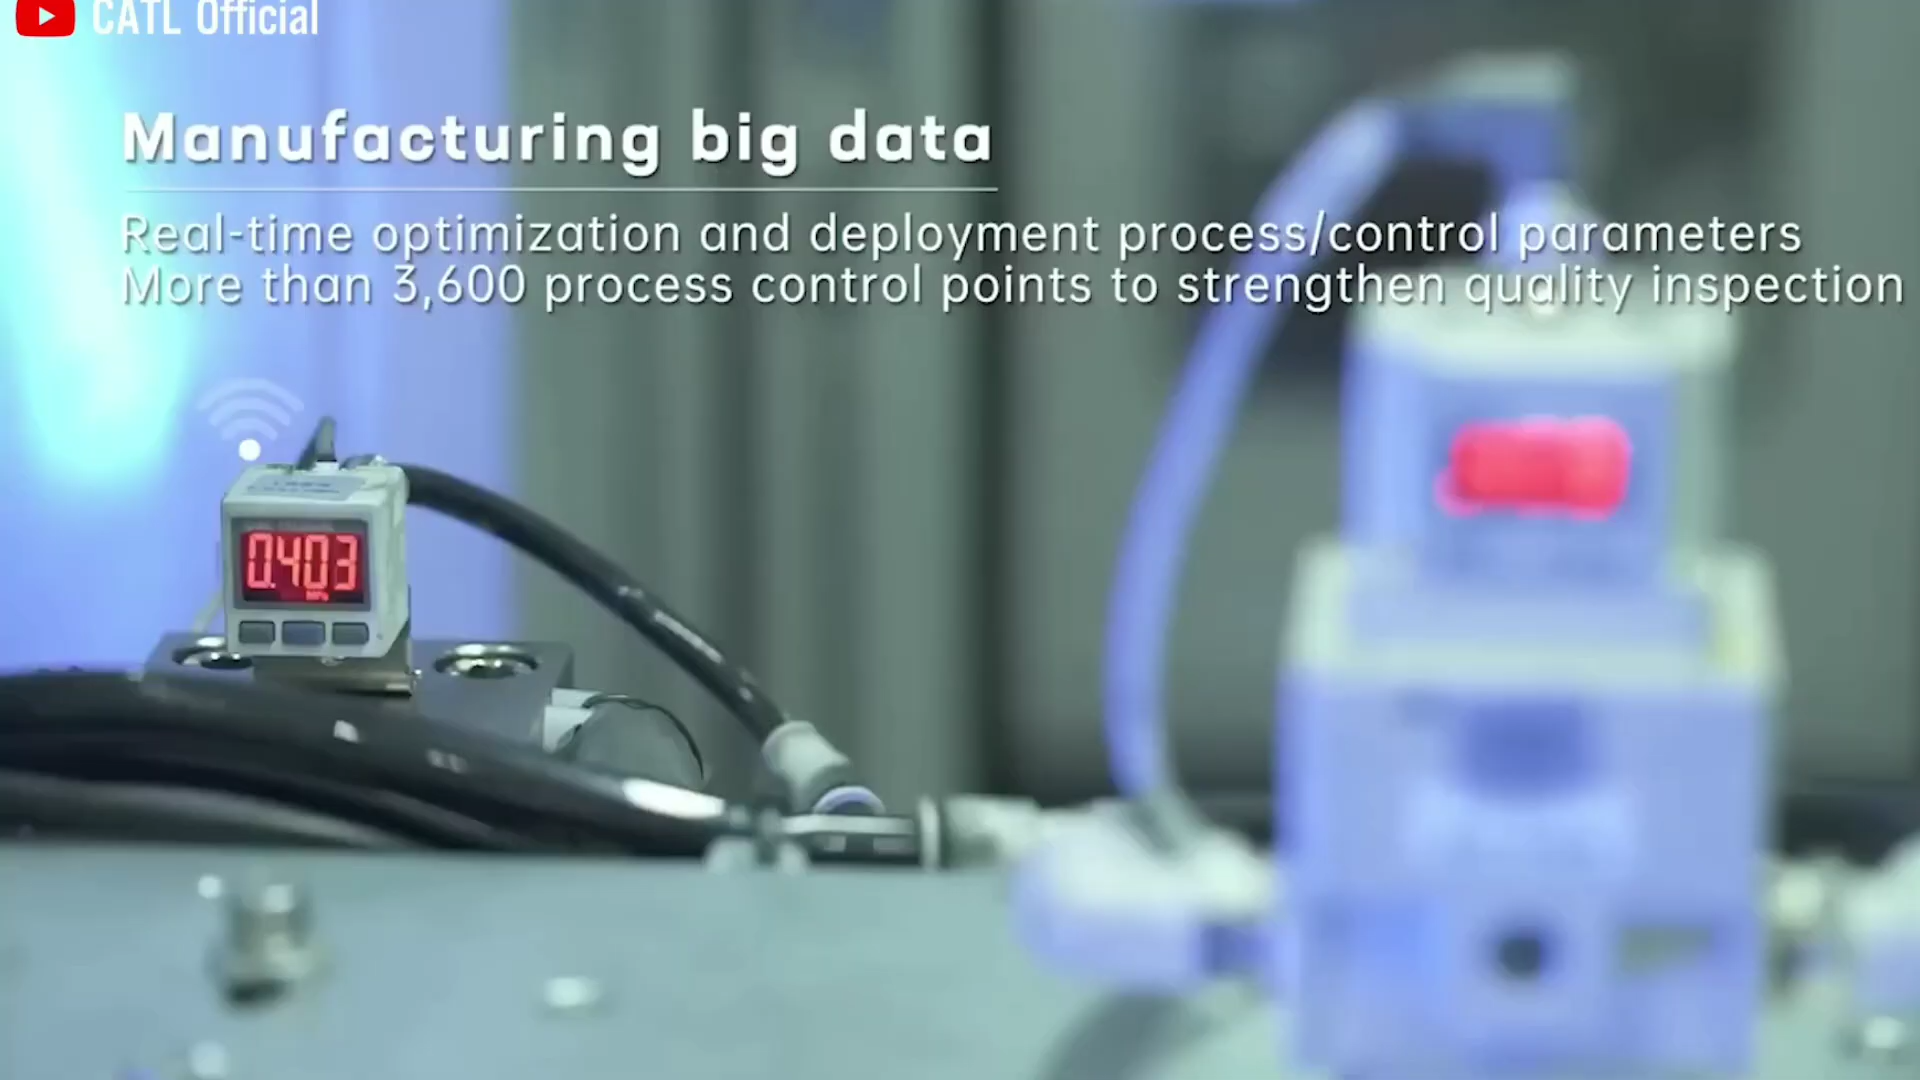 CATL Official
Manufacturing big data
Real-time optimization and deployment process/control parameters
More than 3,600 process control points to strengthen quality inspection
0.403
MPa